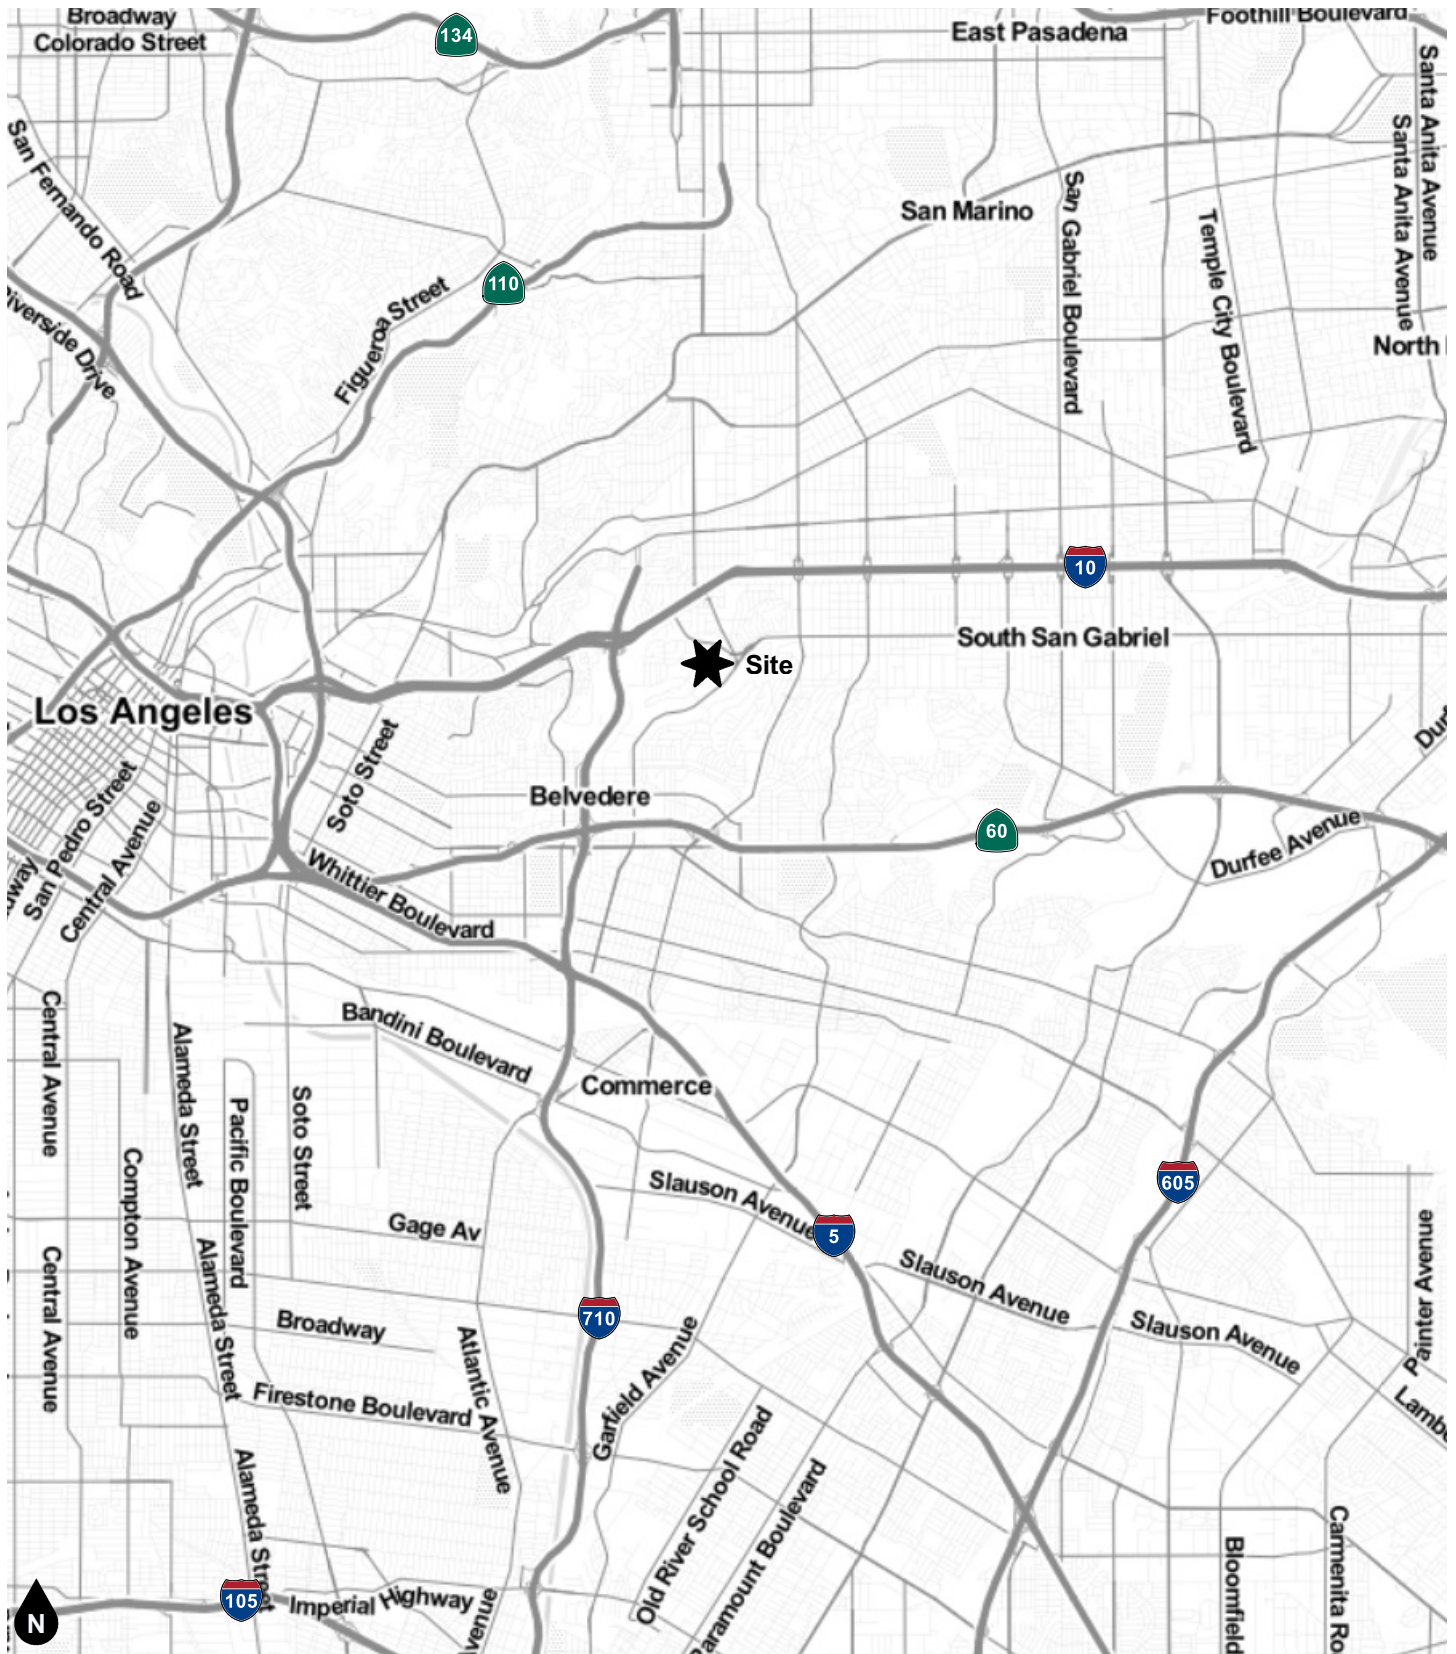 Broadway
Colorado Street
134
East Pasadena
Foothill Boulevard
Santa Anita Avenue
Santa Anita Avenue
San Fernando Road
San Marino
San Gabriel Boulevard
Temple City Boulevard
110
Figueroa Street
Riverside Drive
North
10
South San Gabriel
Site
Los Angeles
Soto Street
San Pedro Street
Central Avenue
Belvedere
60
Durfee Avenue
Whittier Boulevard
Central Avenue
Alameda Street
Bandini Boulevard
Commerce
Pacific Boulevard
Soto Street
Compton Avenue
Slauson Avenue
605
Gage Av
5
Painter Avenue
Central Avenue
Alameda Street
Slauson Avenue
710
Broadway
Slauson Avenue
Atlantic Avenue
Garfield Avenue
Firestone Boulevard
Old River School Road
Paramount Boulevard
Alameda Street
Carmenita Ro
Bloomfield
105
Imperial Highway
N